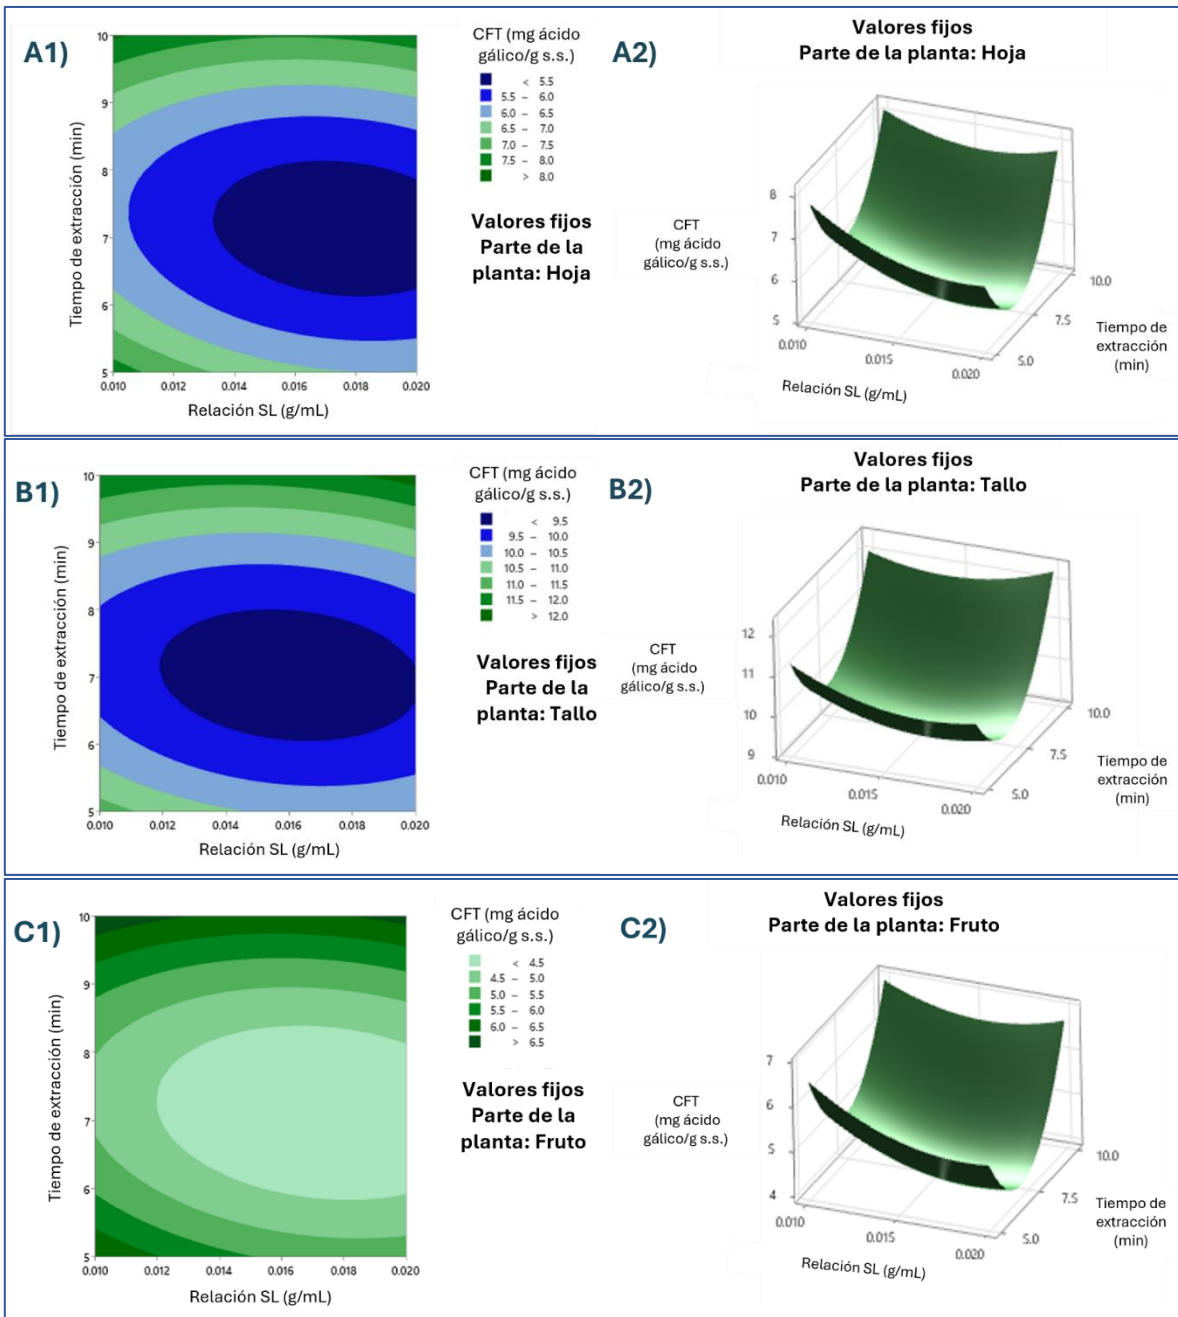 A1)
CFT (mg ácido
gálico/g s.s.)
< 5.5
5.5 – 6.0
6.0 – 6.5
6.5 – 7.0
7.0 – 7.5
7.5 – 8.0
> 8.0
Valores fijos
Parte de la
planta: Hoja
Tiempo de extracción (min)
10
9
8
7
6
5
0.010 0.012 0.014 0.016 0.018 0.020
Relación SL (g/mL)
A2)
Valores fijos
Parte de la planta: Hoja
CFT
(mg ácido
gálico/g s.s.)
8
7
6
5
0.010
0.015
0.020
Relación SL (g/mL)
5.0
7.5
10.0
Tiempo de
extracción
(min)
B1)
CFT (mg ácido
gálico/g s.s.)
< 9.5
9.5 – 10.0
10.0 – 10.5
10.5 – 11.0
11.0 – 11.5
11.5 – 12.0
> 12.0
Valores fijos
Parte de la
planta: Tallo
Tiempo de extracción (min)
10
9
8
7
6
5
0.010 0.012 0.014 0.016 0.018 0.020
Relación SL (g/mL)
B2)
Valores fijos
Parte de la planta: Tallo
CFT
(mg ácido
gálico/g s.s.)
12
11
10
9
0.010
0.015
0.020
Relación SL (g/mL)
5.0
7.5
10.0
Tiempo de
extracción
(min)
C1)
CFT (mg ácido
gálico/g s.s.)
< 4.5
4.5 – 5.0
5.0 – 5.5
5.5 – 6.0
6.0 – 6.5
> 6.5
Valores fijos
Parte de la
planta: Fruto
Tiempo de extracción (min)
10
9
8
7
6
5
0.010 0.012 0.014 0.016 0.018 0.020
Relación SL (g/mL)
C2)
Valores fijos
Parte de la planta: Fruto
CFT
(mg ácido
gálico/g s.s.)
7
6
5
4
0.010
0.015
0.020
Relación SL (g/mL)
5.0
7.5
10.0
Tiempo de
extracción
(min)